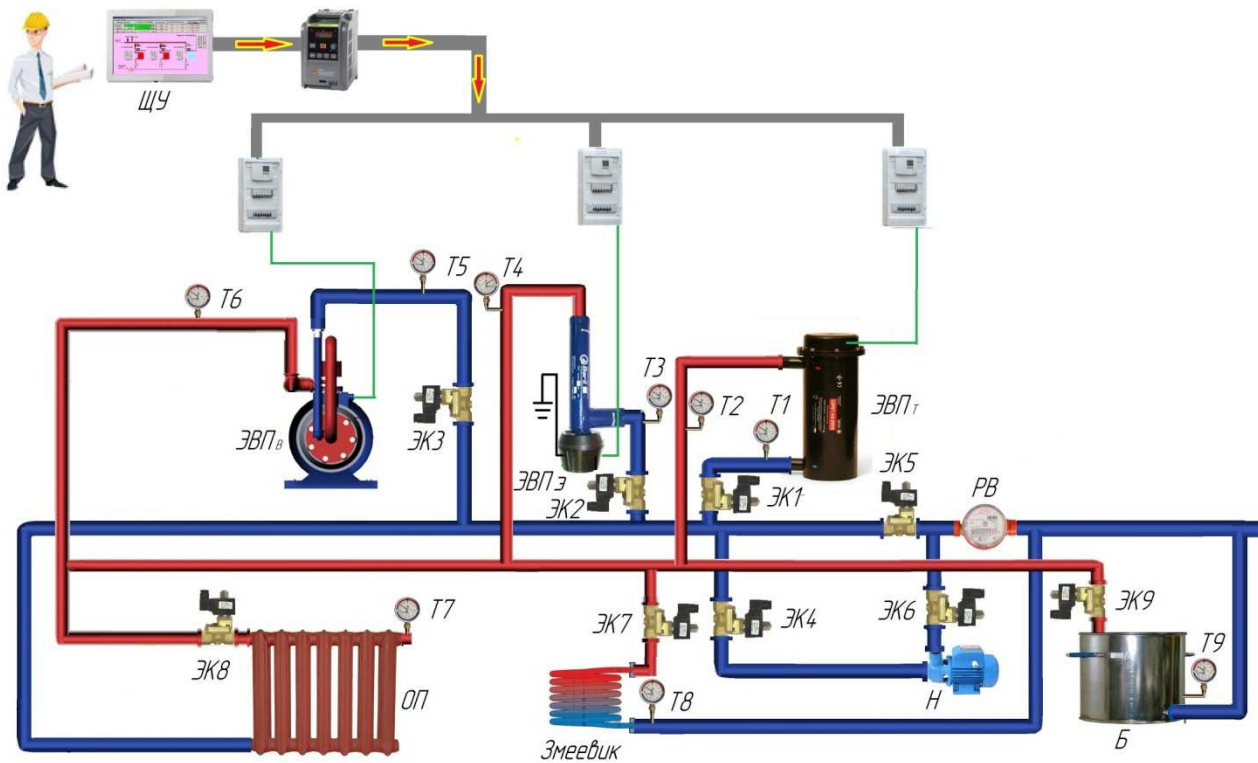 ЩУ
Т6
Т5
Т4
Т3
Т2
Т1
ЭВПВ
ЭК3
ЭВПЭ
ЭК2
ЭК1
ЭВПТ
ЭК5
РВ
ЭК8
Т7
ОП
ЭК7
ЭК4
ЭК6
ЭК9
Т9
Т8
Змеевик
Н
Б